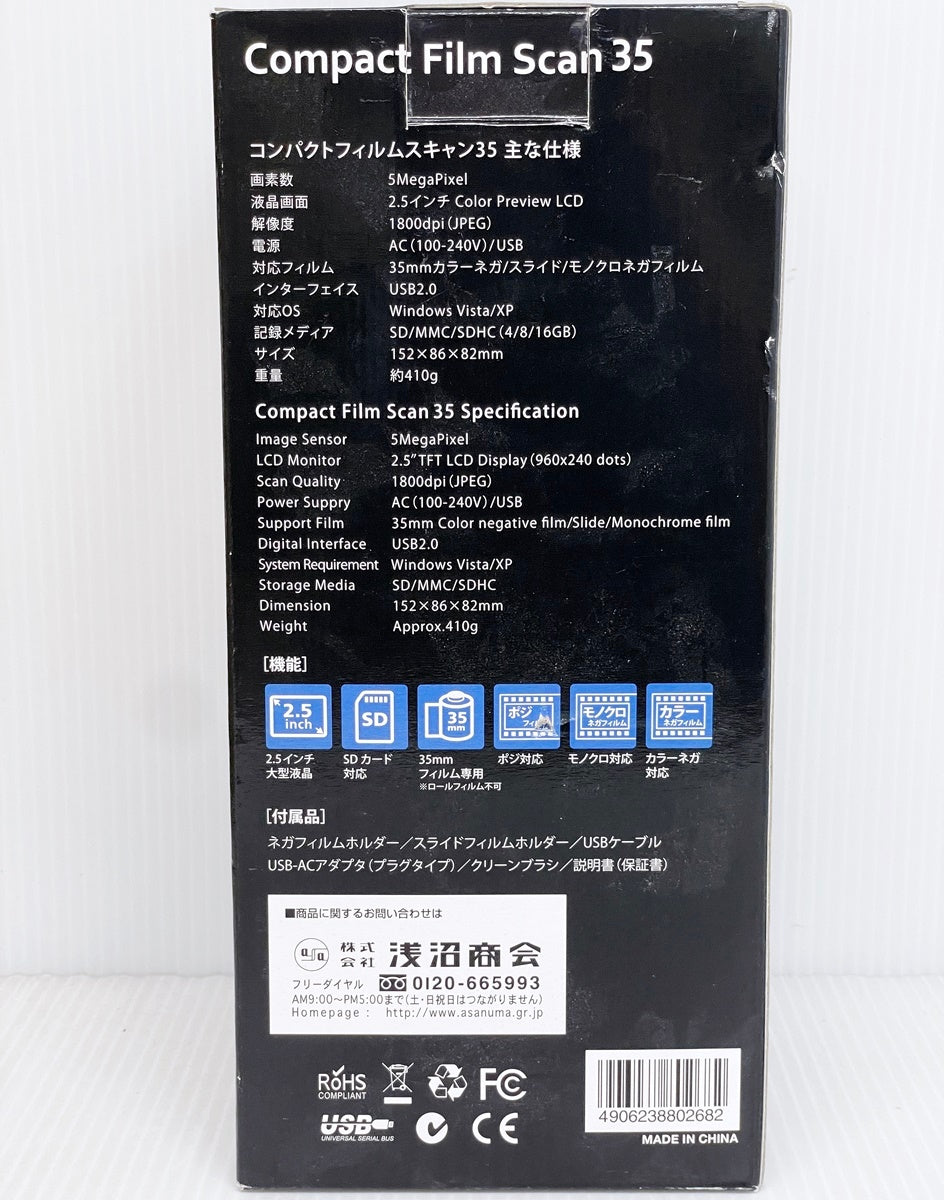 Compact Film Scan 35
コンパクトフィルムスキャン35 主な仕様
画素数 5MegaPixel
液晶画面 2.5インチ Color Preview LCD
解像度 1800dpi（JPEG）
電源 AC（100-240V）/USB
対応フィルム 35mmカラーネガ/スライド/モノクロネガフィルム
インターフェイス USB2.0
対応OS Windows Vista/XP
記録メディア SD/MMC/SDHC（4/8/16GB）
サイズ 152×86×82mm
重量 約410g
Compact Film Scan 35 Specification
Image Sensor 5MegaPixel
LCD Monitor 2.5”TFT LCD Display（960x240 dots）
Scan Quality 1800dpi（JPEG）
Power Suppry AC（100-240V）/USB
Support Film 35mm Color negative film/Slide/Monochrome film
Digital Interface USB2.0
System Requirement Windows Vista/XP
Storage Media SD/MMC/SDHC
Dimension 152×86×82mm
Weight Approx.410g
［機能］
2.5 inch
SD
35 mm
ポジ フィルム
モノクロ ネガフィルム
カラー ネガフィルム
2.5インチ 大型液晶
SDカード 対応
35mm フィルム専用 ※ロールフィルム不可
ポジ対応
モノクロ対応
カラーネガ 対応
［付属品］
ネガフィルムホルダー／スライドフィルムホルダー／USBケーブル
USB-ACアダプタ（プラグタイプ）／クリーンブラシ／説明書（保証書）
■商品に関するお問い合わせは
asa 株式会社 浅沼商会
フリーダイヤル 0120-665993
AM9:00～PM5:00まで（土・日祝日はつながりません）
Homepage : http://www.asanuma.gr.jp
RoHS COMPLIANT
FC
USB UNIVERSAL SERIAL BUS
CE
4906238802682
MADE IN CHINA